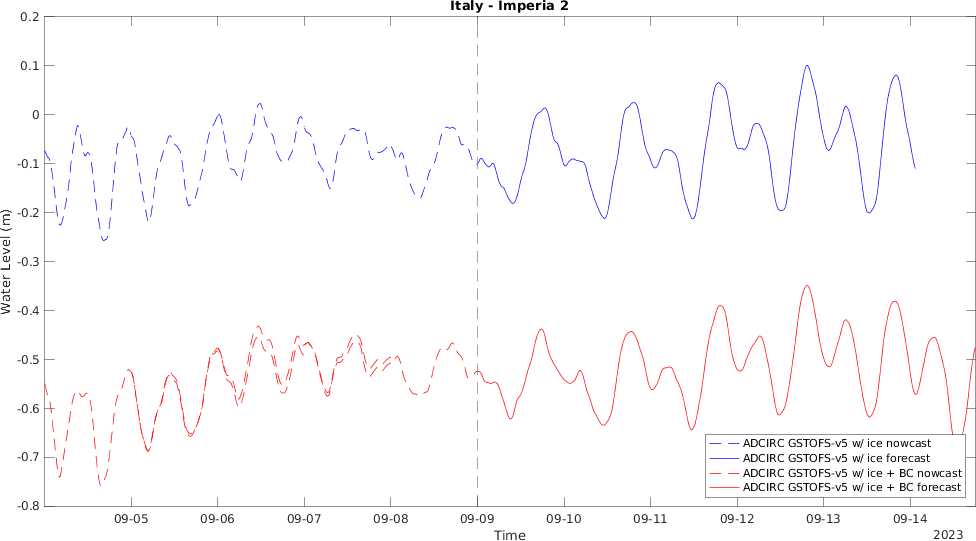 Italy - Imperia 2
Water Level (m)
0.2
0.1
0
-0.1
-0.2
-0.3
-0.4
-0.5
-0.6
-0.7
-0.8
ADCIRC GSTOFS-v5 w/ ice nowcast
ADCIRC GSTOFS-v5 w/ ice forecast
ADCIRC GSTOFS-v5 w/ ice + BC nowcast
ADCIRC GSTOFS-v5 w/ ice + BC forecast
09-05 09-06 09-07 09-08 09-09 09-10 09-11 09-12 09-13 09-14
Time
2023